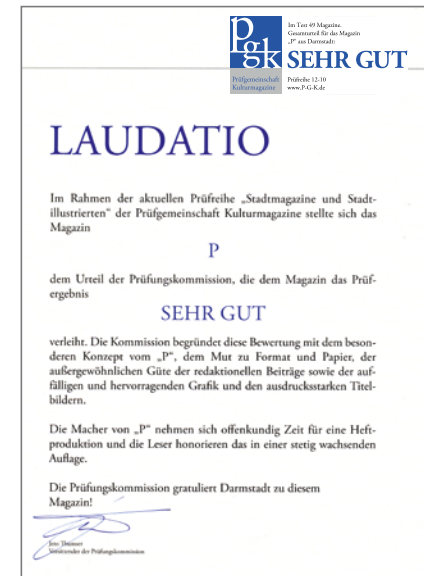 Pgk
Im Test 49 Magazine.
Gesamturteil für das Magazin
„P“ aus Darmstadt:
SEHR GUT
Prüfgemeinschaft
Kulturmagazine
Prüfreihe 12-10
www.P-G-K.de
LAUDATIO
Im Rahmen der aktuellen Prüfreihe „Stadtmagazine und Stadt-
illustrierten“ der Prüfgemeinschaft Kulturmagazine stellte sich das
Magazin
P
dem Urteil der Prüfungskommission, die dem Magazin das Prüf-
ergebnis
SEHR GUT
verleiht. Die Kommission begründet diese Bewertung mit dem beson-
deren Konzept vom „P“, dem Mut zu Format und Papier, der
außergewöhnlichen Güte der redaktionellen Beiträge sowie der auf-
fälligen und hervorragenden Grafik und den ausdrucksstarken Titel-
bildern.
Die Macher von „P“ nehmen sich offenkundig Zeit für eine Heft-
produktion und die Leser honorieren das in einer stetig wachsenden
Auflage.
Die Prüfungskommission gratuliert Darmstadt zu diesem
Magazin!
Jens
Vorsitzender der Prüfungskommission